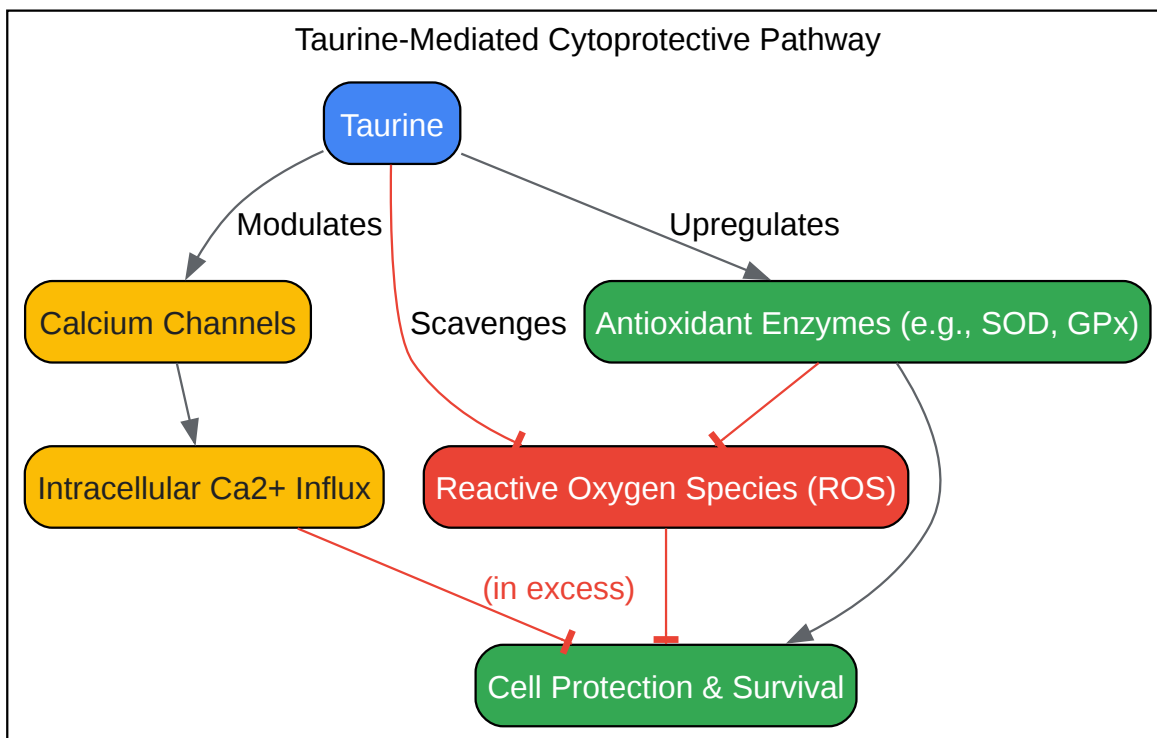 Taurine-Mediated Cytoprotective Pathway
Taurine
Modulates
Upregulates
Calcium Channels
Scavenges
Antioxidant Enzymes (e.g., SOD, GPx)
Intracellular Ca2+ Influx
Reactive Oxygen Species (ROS)
(in excess)
Cell Protection & Survival